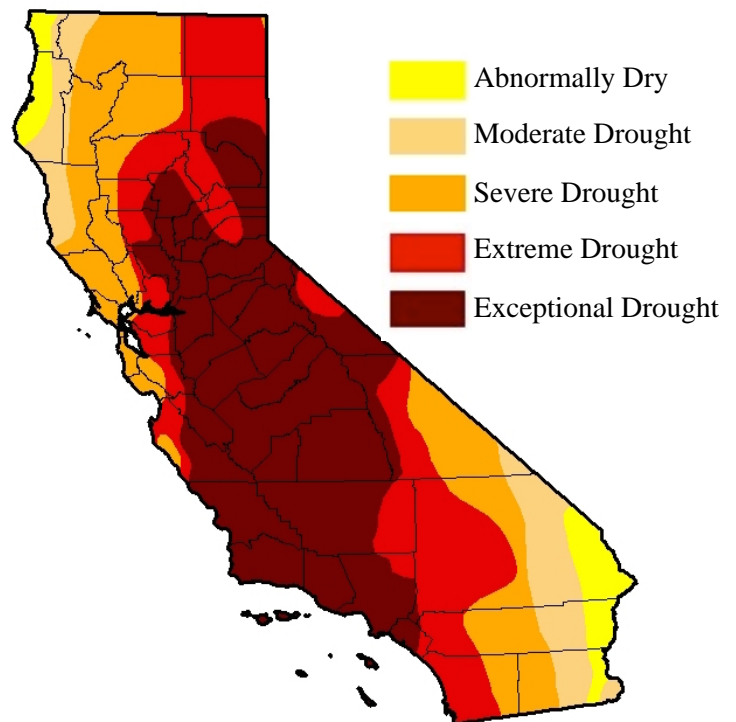 Abnormally Dry
Moderate Drought
Severe Drought
Extreme Drought
Exceptional Drought